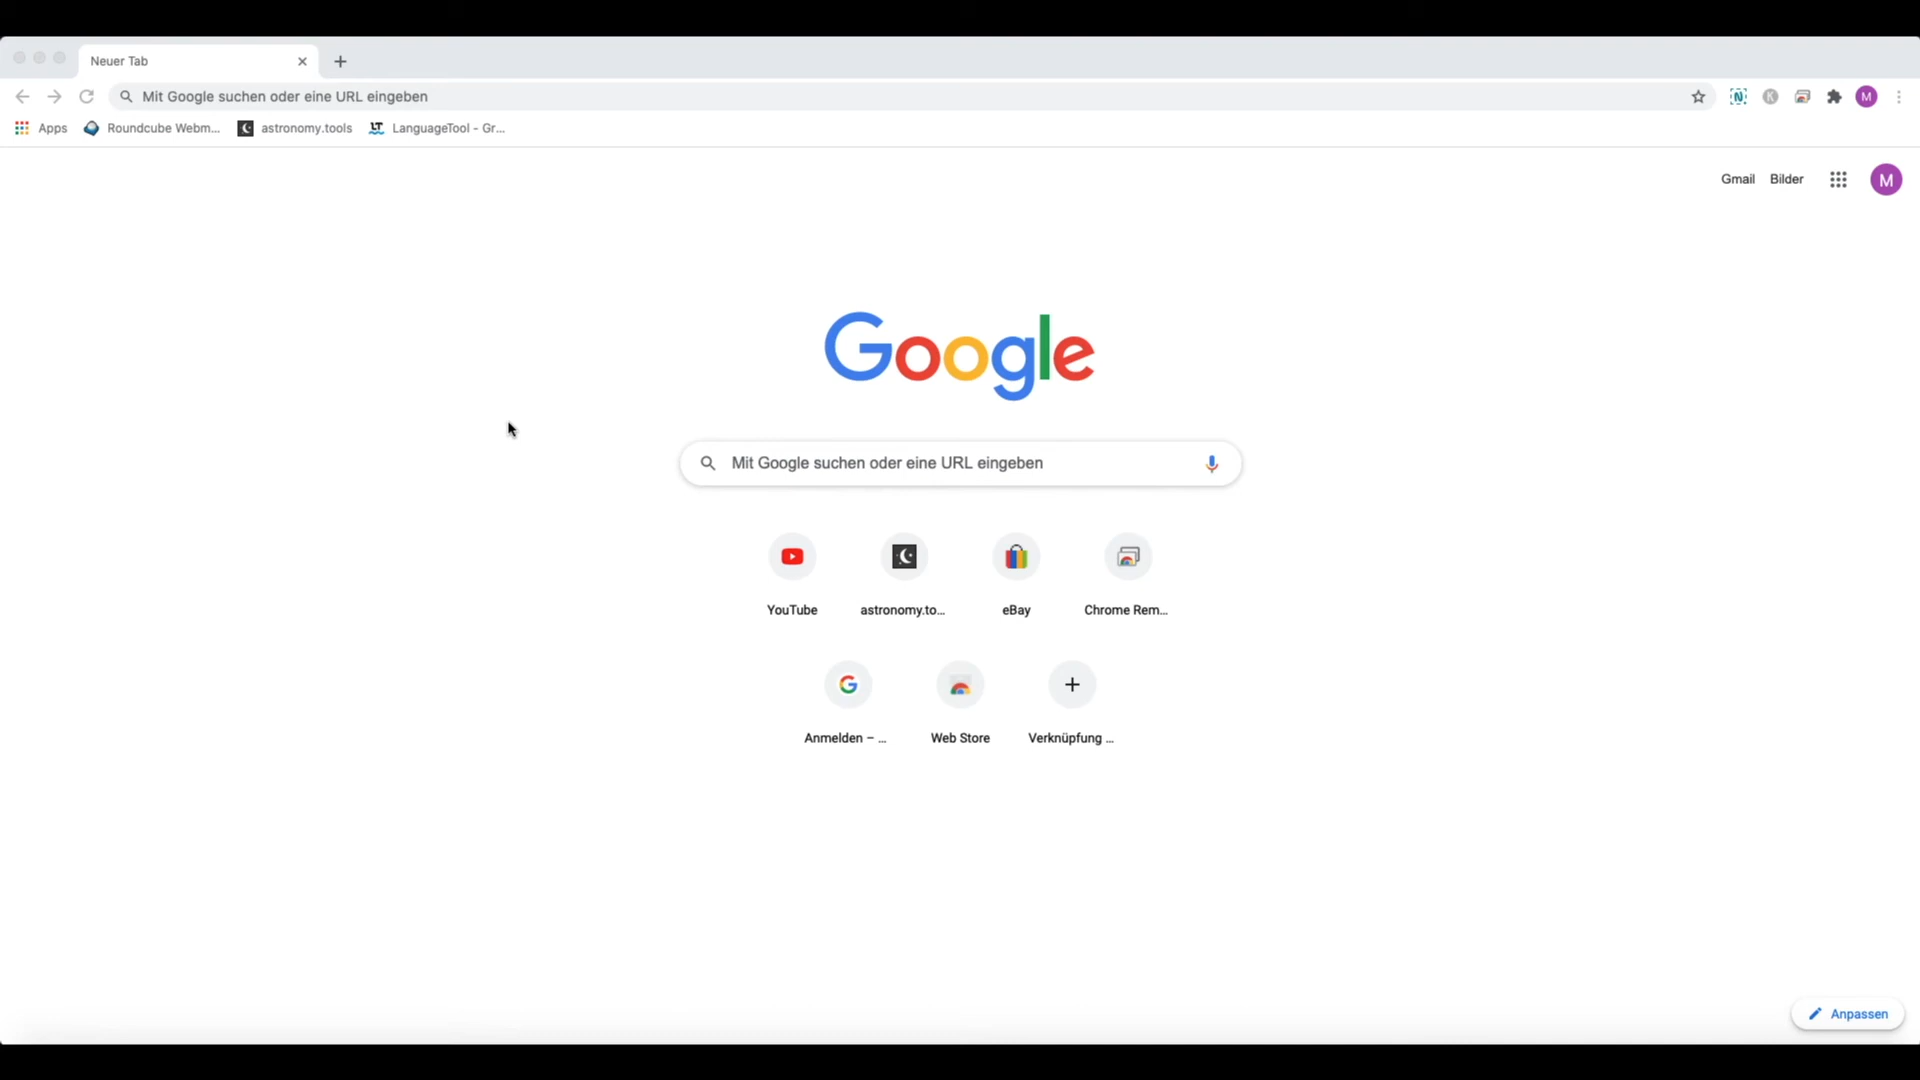 Neuer Tab
Mit Google suchen oder eine URL eingeben
N K M
Apps Roundcube Webm... astronomy.tools LT LanguageTool - Gr...
Gmail Bilder M
Google
Mit Google suchen oder eine URL eingeben
YouTube astronomy.to... eBay Chrome Rem...
G
Anmelden – ... Web Store Verknüpfung ...
Anpassen